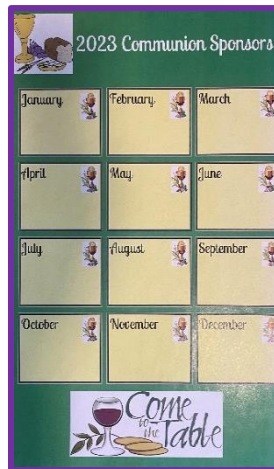 2023 Communion Sponsors
January February March
April May June
July August September
October November December
Come
to the
Table